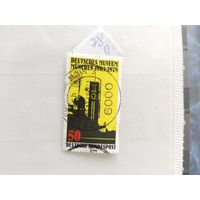 28
DEUTSCHES MUSEUM
MÜNCHEN 1903-1978
6000
50
DEUTSCHE BUNDESPOST